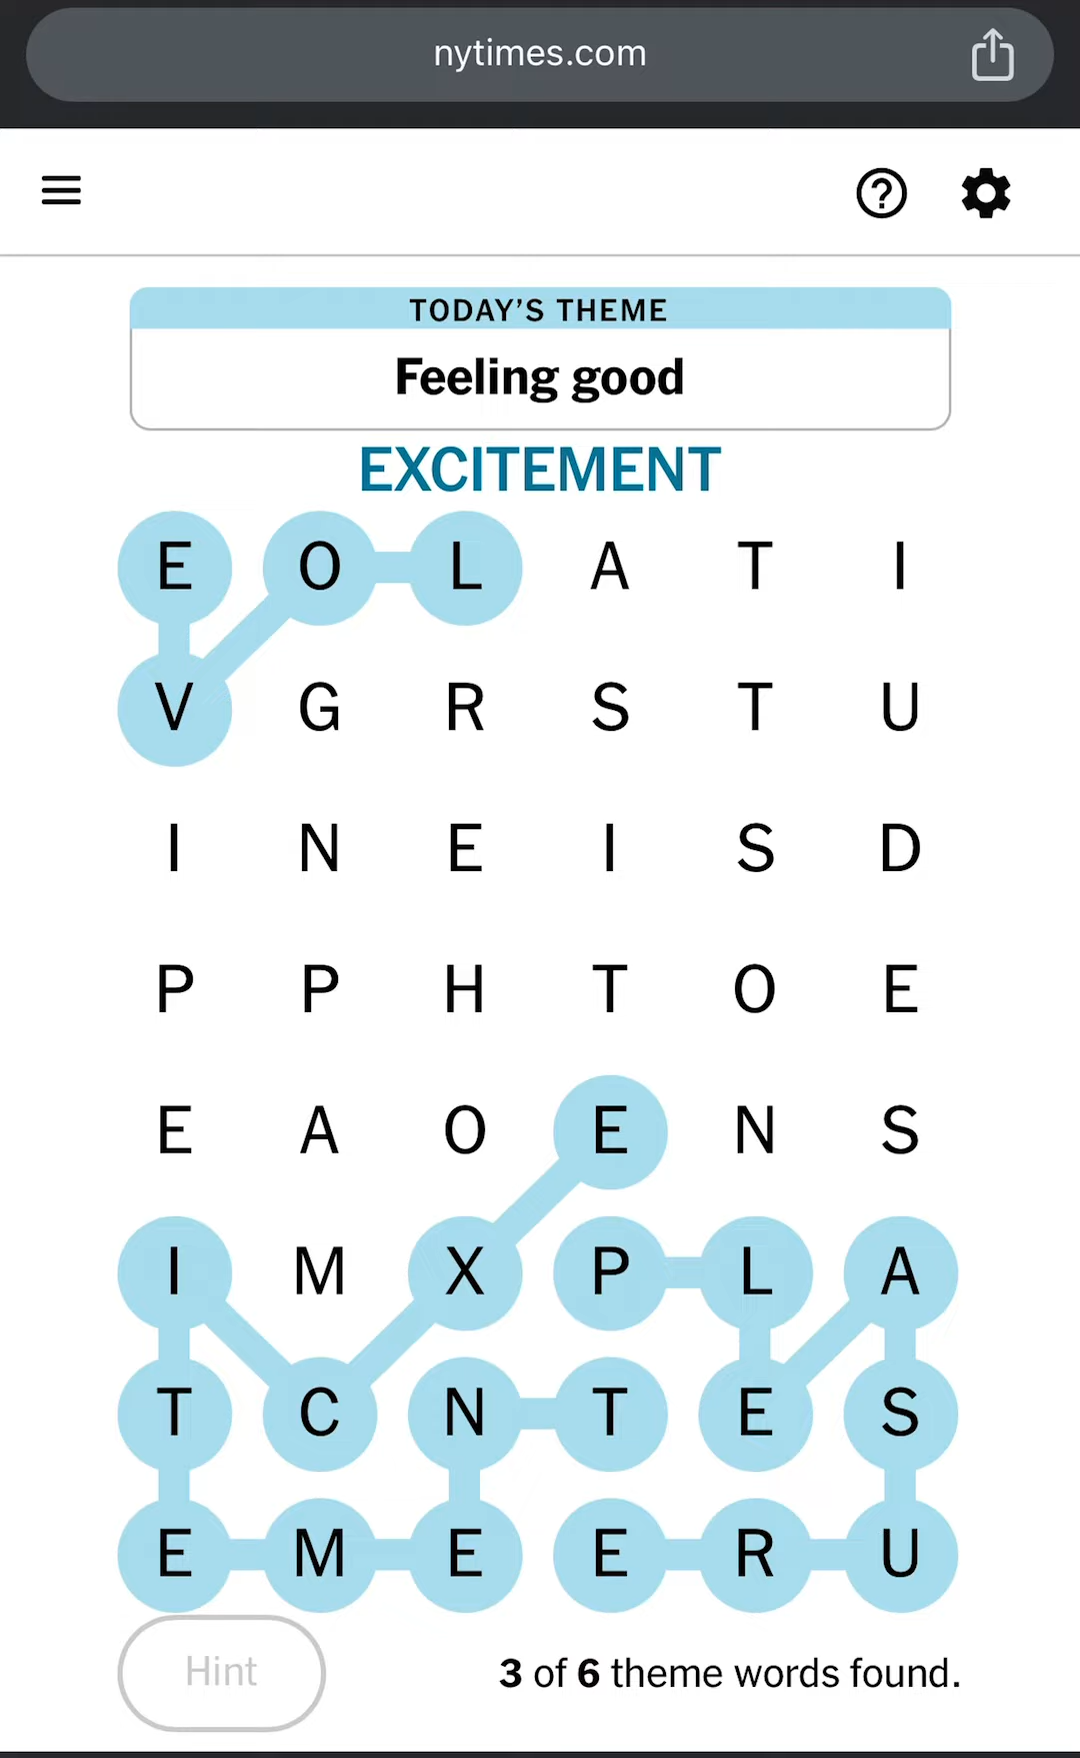 nytimes.com
TODAY’S THEME
Feeling good
EXCITEMENT
E O L A T I
V G R S T U
I N E I S D
P P H T O E
E A O E N S
I M X P L A
T C N T E S
E M E E R U
Hint
3 of 6 theme words found.